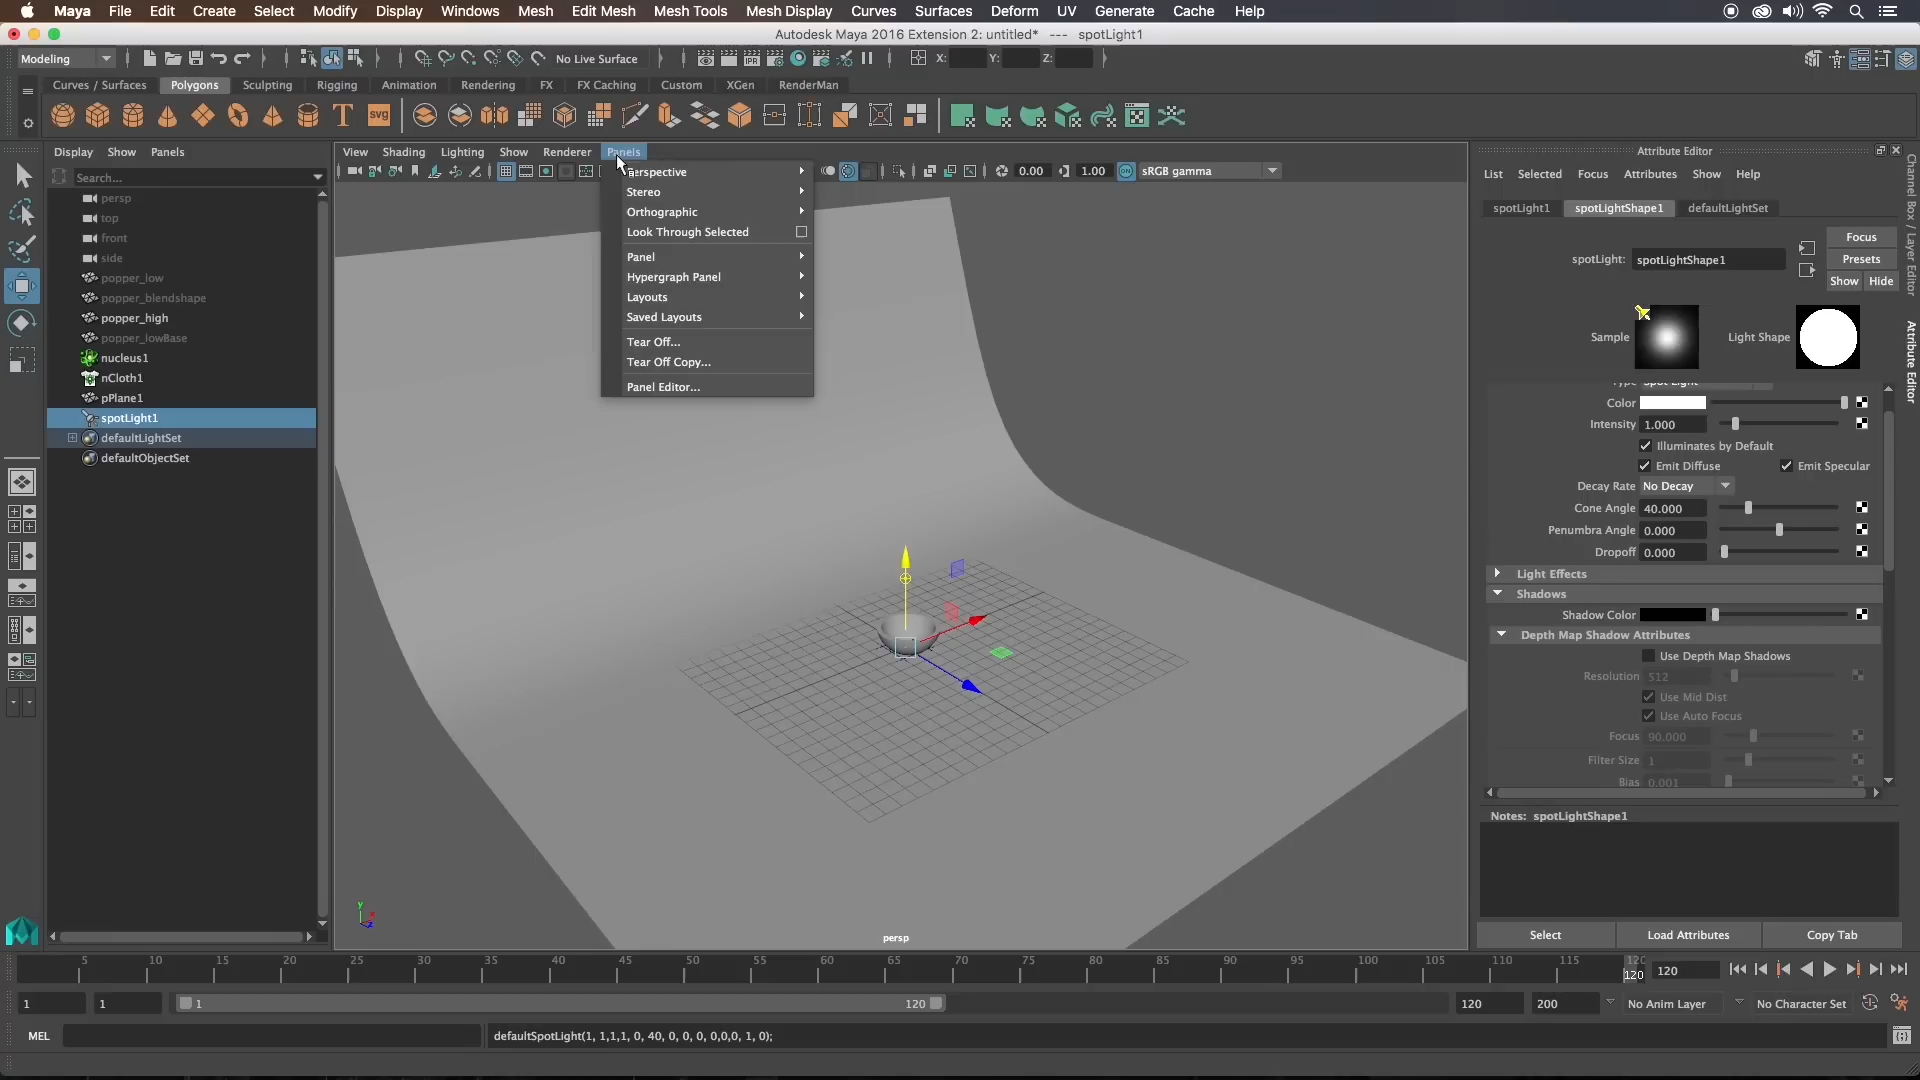 Maya File Edit Create Select Modify Display Windows Mesh Edit Mesh Mesh Tools Mesh Display Curves Surfaces Deform UV Generate Cache Help
Autodesk Maya 2016 Extension 2: untitled* --- spotLight1
Modeling No Live Surface X: Y: Z:
Curves / Surfaces Polygons Sculpting Rigging Animation Rendering FX FX Caching Custom XGen RenderMan
T SVG
Display Show Panels
Search...
persp
top
front
side
popper_low
popper_blendshape
popper_high
popper_lowBase
nucleus1
nCloth1
pPlane1
spotLight1
defaultLightSet
defaultObjectSet
View Shading Lighting Show Renderer Panels
0.00 1.00 ON sRGB gamma
Stereo
Orthographic
Look Through Selected
Panel
Hypergraph Panel
Layouts
Saved Layouts
Tear Off...
Tear Off Copy...
Panel Editor...
y
x
z
persp
Attribute Editor
List Selected Focus Attributes Show Help
spotLight1 spotLightShape1 defaultLightSet
spotLight: spotLightShape1
Focus
Presets
Show Hide
Sample Light Shape
Color
Intensity 1.000
Illuminates by Default
Emit Diffuse Emit Specular
Decay Rate No Decay
Cone Angle 40.000
Penumbra Angle 0.000
Dropoff 0.000
Light Effects
Shadows
Shadow Color
Depth Map Shadow Attributes
Use Depth Map Shadows
Resolution 512
Use Mid Dist
Use Auto Focus
Focus 90.000
Filter Size 1
Bias 0.001
Notes: spotLightShape1
Select Load Attributes Copy Tab
Channel Box / Layer Editor
Attribute Editor
5 10 15 20 25 30 35 40 45 50 55 60 65 70 75 80 85 90 95 100 105 110 115 120
120 120
1 1 1 120 120 200 No Anim Layer No Character Set
MEL defaultSpotLight(1, 1,1,1, 0, 40, 0, 0, 0, 0,0,0, 1, 0);